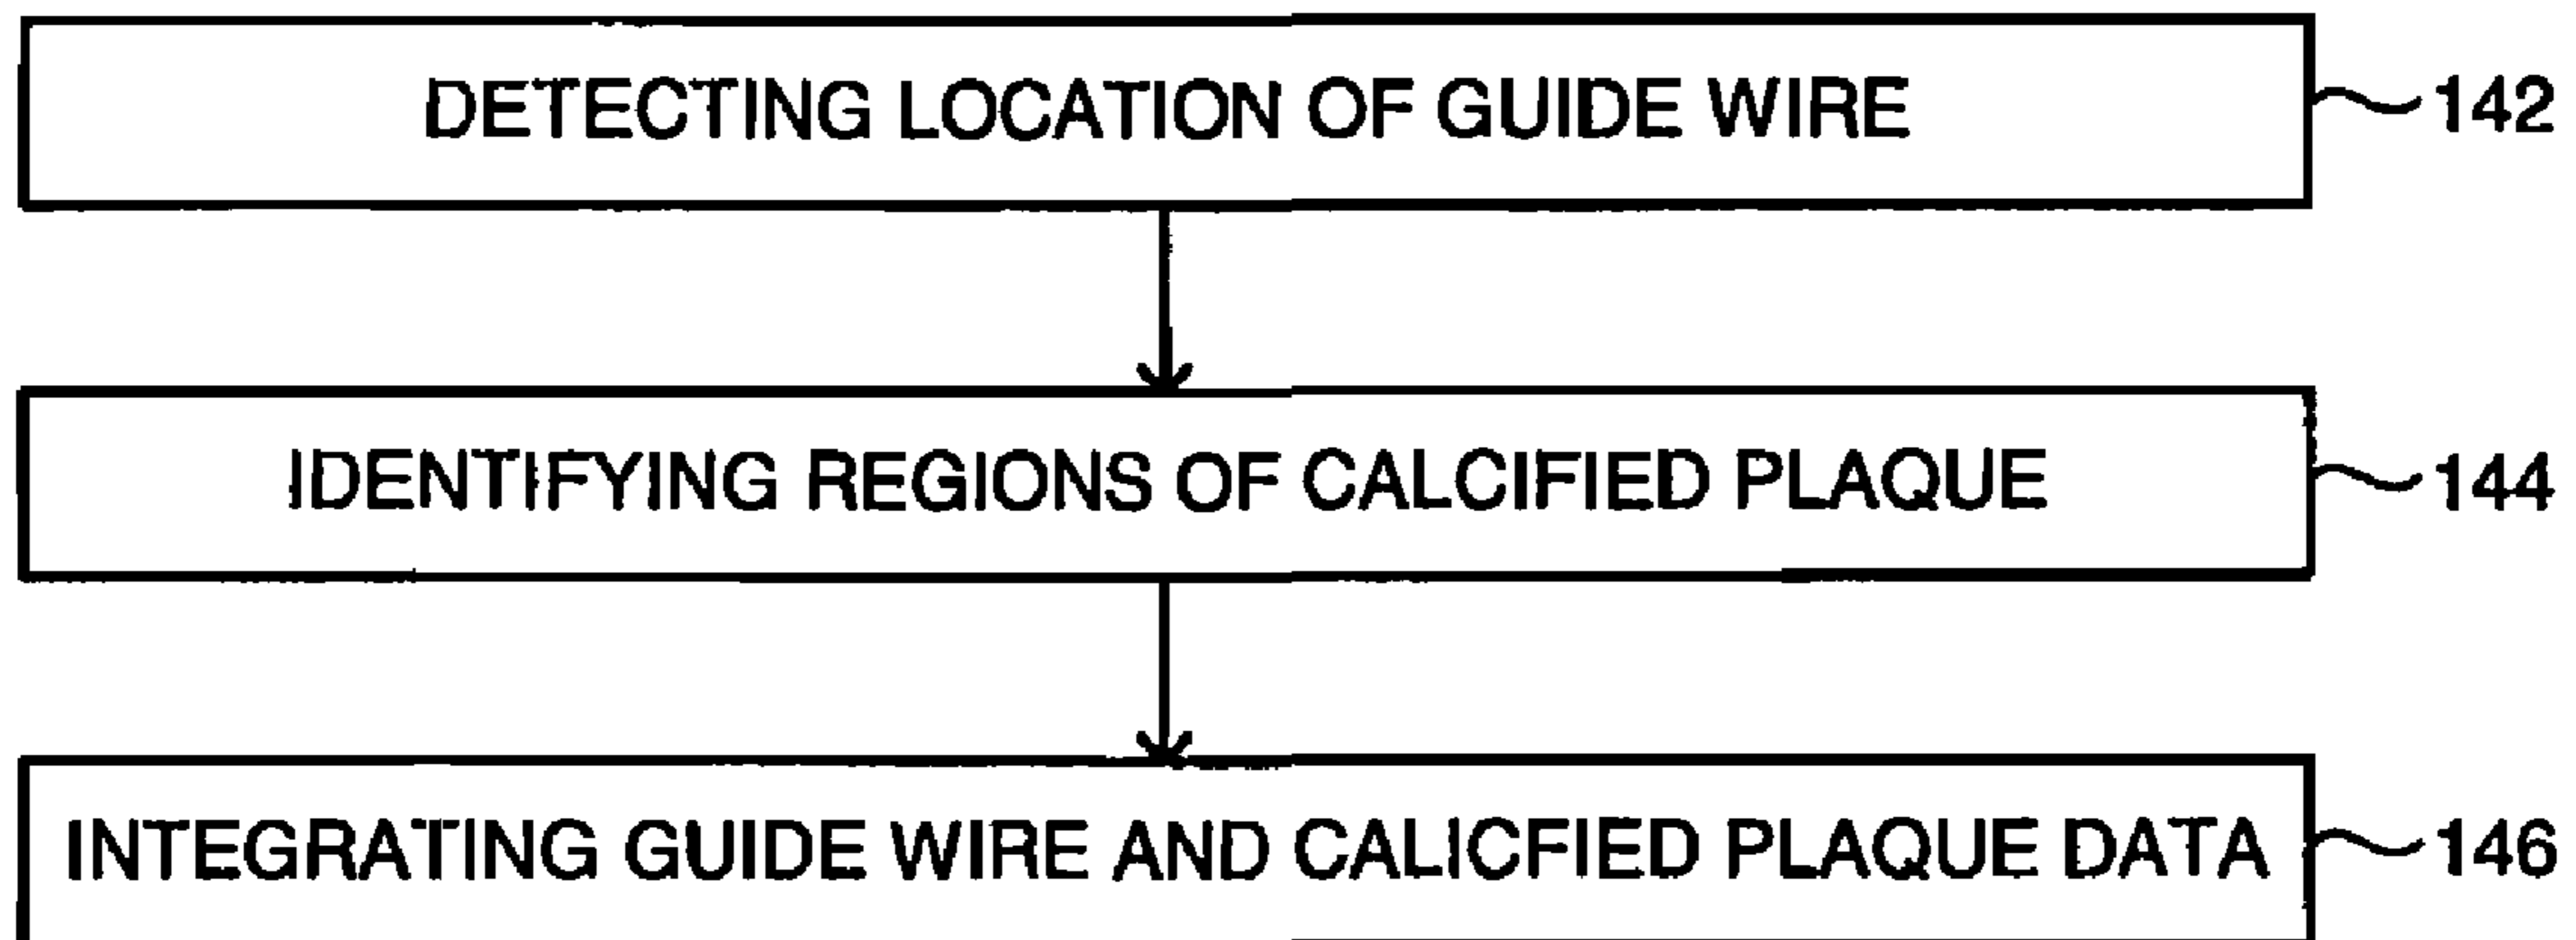 DETECTING LOCATION OF GUIDE WIRE 142
IDENTIFYING REGIONS OF CALCIFIED PLAQUE 144
INTEGRATING GUIDE WIRE AND CALICFIED PLAQUE DATA 146